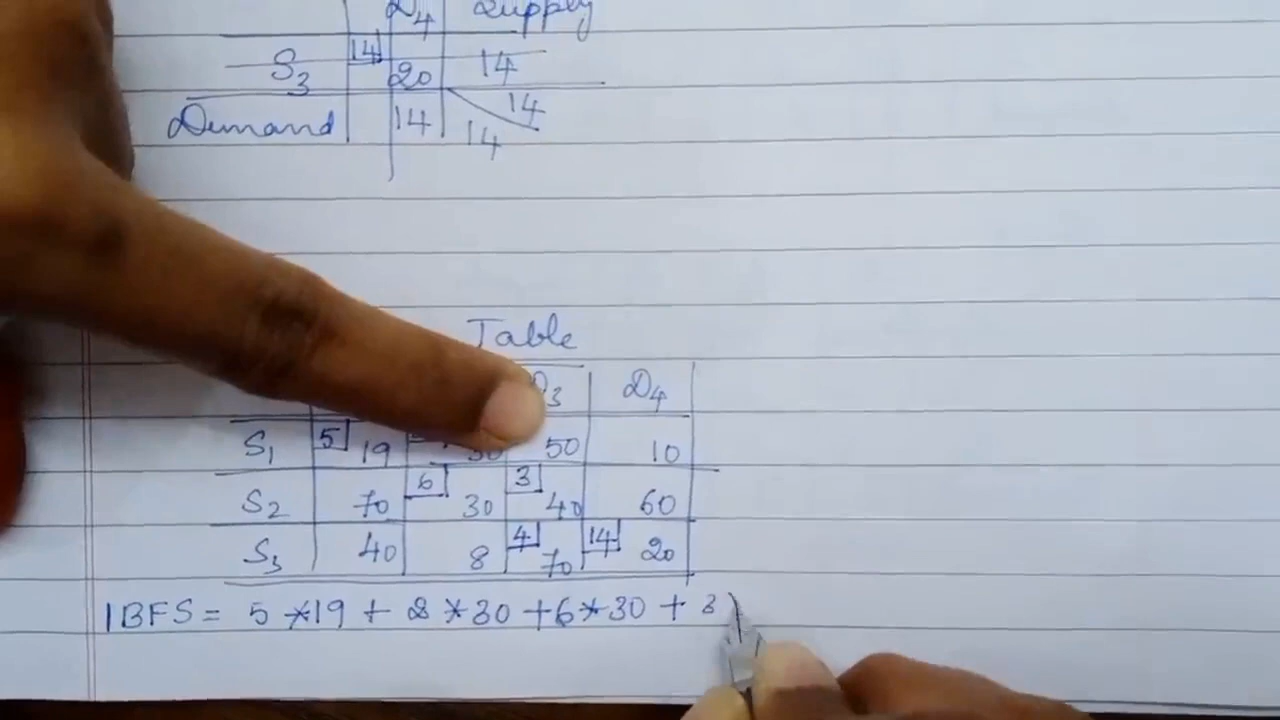 D4 Supply
14
S3 20 14
Demand 14 14
14
Table
D3 D4
S1 5 19 30 50 10
6 3
S2 70 30 40 60
4 14
S3 40 8 70 20
IBFS = 5 *19 + 2 *30 +6*30 + 3